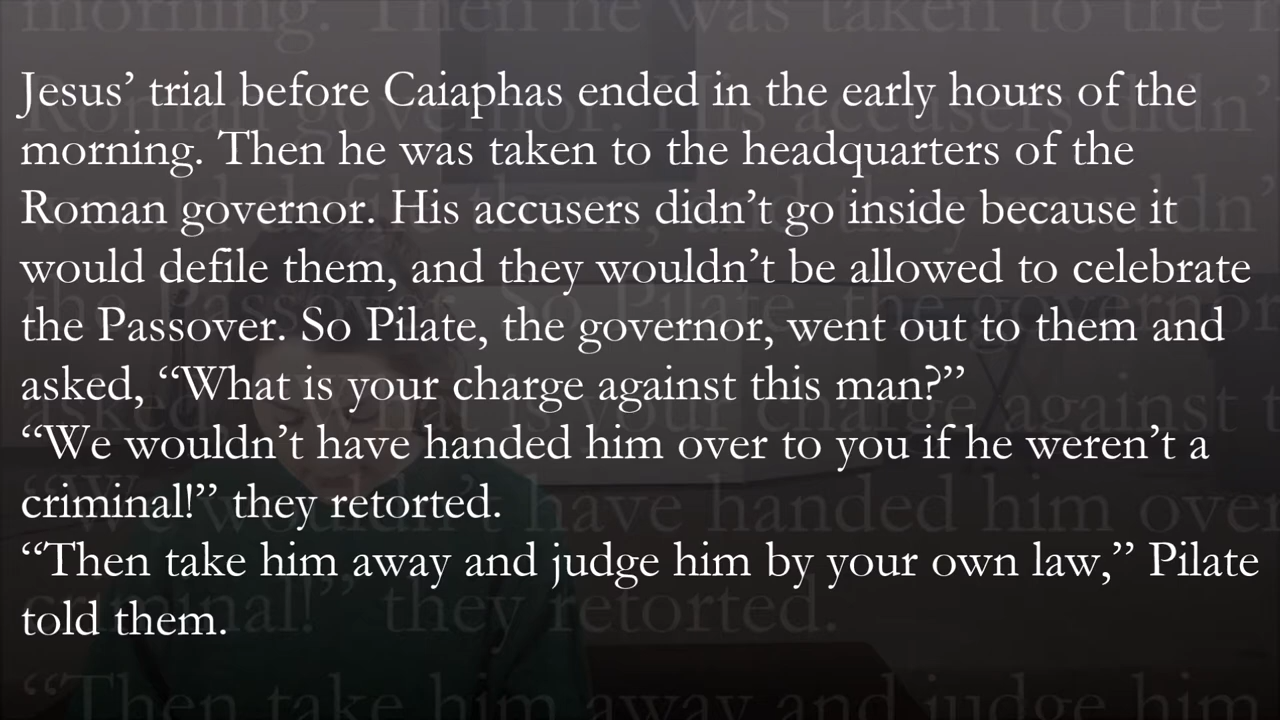 Jesus’ trial before Caiaphas ended in the early hours of the
morning. Then he was taken to the headquarters of the
Roman governor. His accusers didn’t go inside because it
would defile them, and they wouldn’t be allowed to celebrate
the Passover. So Pilate, the governor, went out to them and
asked, “What is your charge against this man?”
“We wouldn’t have handed him over to you if he weren’t a
criminal!” they retorted.
“Then take him away and judge him by your own law,” Pilate
told them.